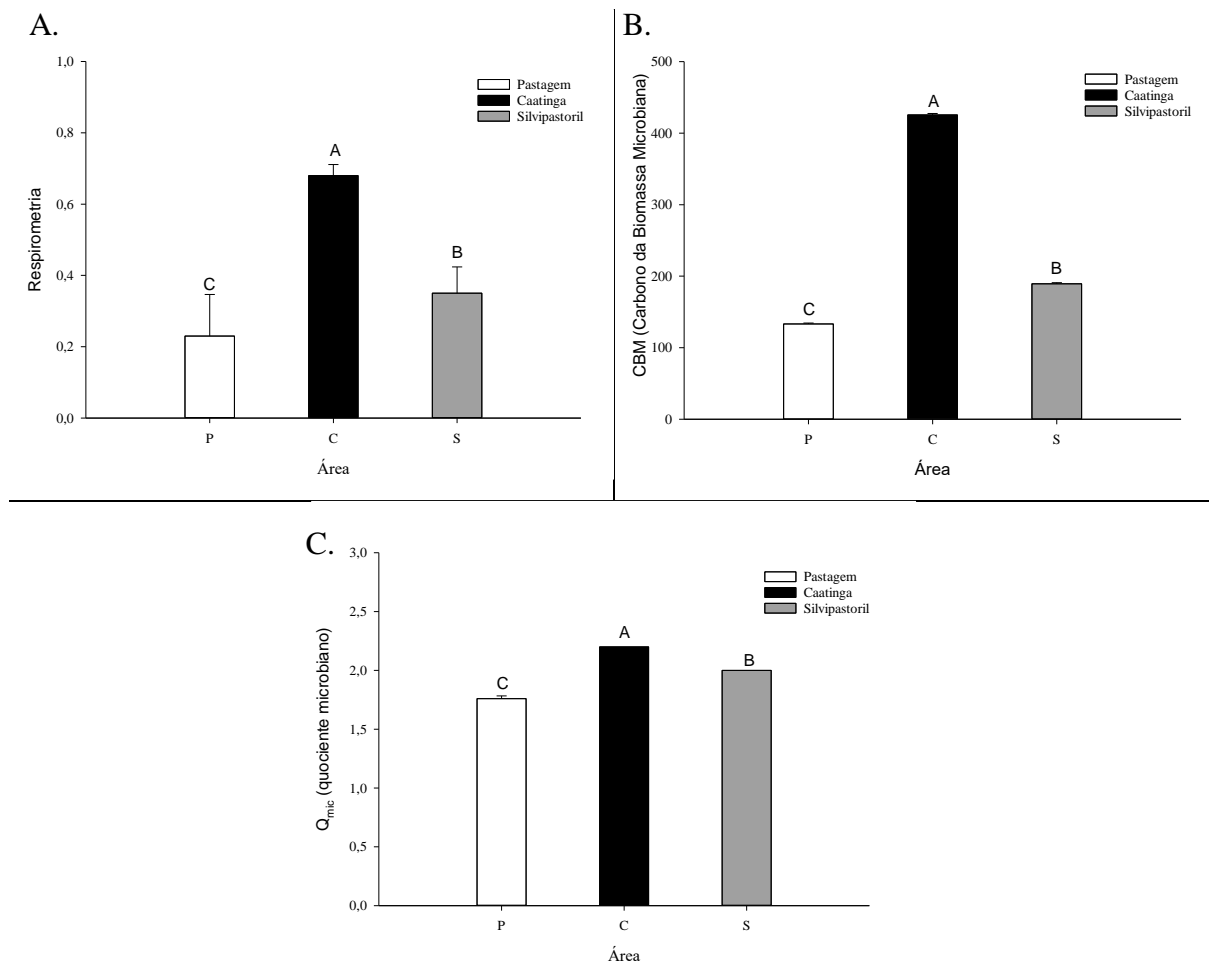 A.
Respirometria
1,0
0,8
0,6
0,4
0,2
0,0
Pastagem
Caatinga
Silvipastoril
C
A
B
P C S
Área
B.
CBM (Carbono da Biomassa Microbiana)
500
400
300
200
100
0
Pastagem
Caatinga
Silvipastoril
C
A
B
P C S
Área
C.
Qmic (quociente microbiano)
3,0
2,5
2,0
1,5
1,0
0,5
0,0
Pastagem
Caatinga
Silvipastoril
C
A
B
P C S
Área